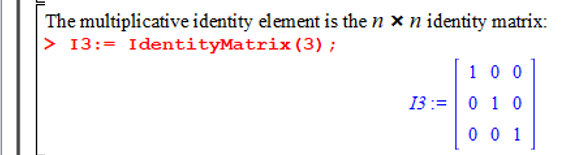 The multiplicative identity element is the n × n identity matrix:
> I3:= IdentityMatrix(3);
1 0 0
I3 := 0 1 0
0 0 1